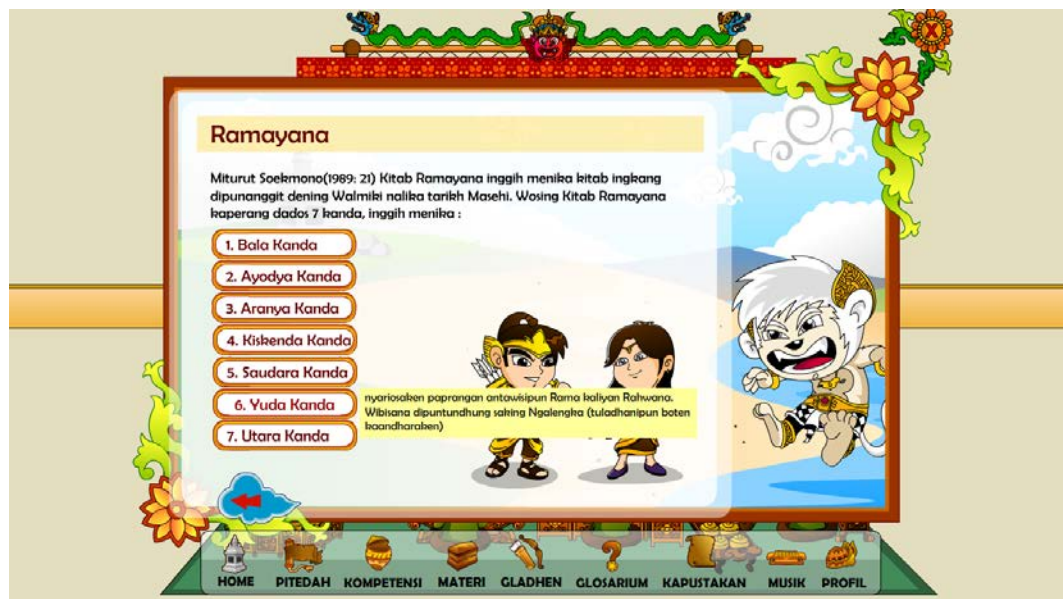 X
Ramayana
Miturut Soekmono(1989: 21) Kitab Ramayana inggih menika kitab ingkang
dipunanggit dening Walmiki nalika tarikh Masehi. Wosing Kitab Ramayana
kaperang dados 7 kanda, inggih menika :
1. Bala Kanda
2. Ayodya Kanda
3. Aranya Kanda
4. Kiskenda Kanda
5. Saudara Kanda
6. Yuda Kanda
nyariosaken paprangan antawisipun Rama kaliyan Rahwana.
Wibisana dipuntundhung saking Ngalengka (tuladhanipun boten
kaandharaken)
7. Utara Kanda
HOME PITEDAH KOMPETENSI MATERI GLADHEN GLOSARIUM KAPUSTAKAN MUSIK PROFIL